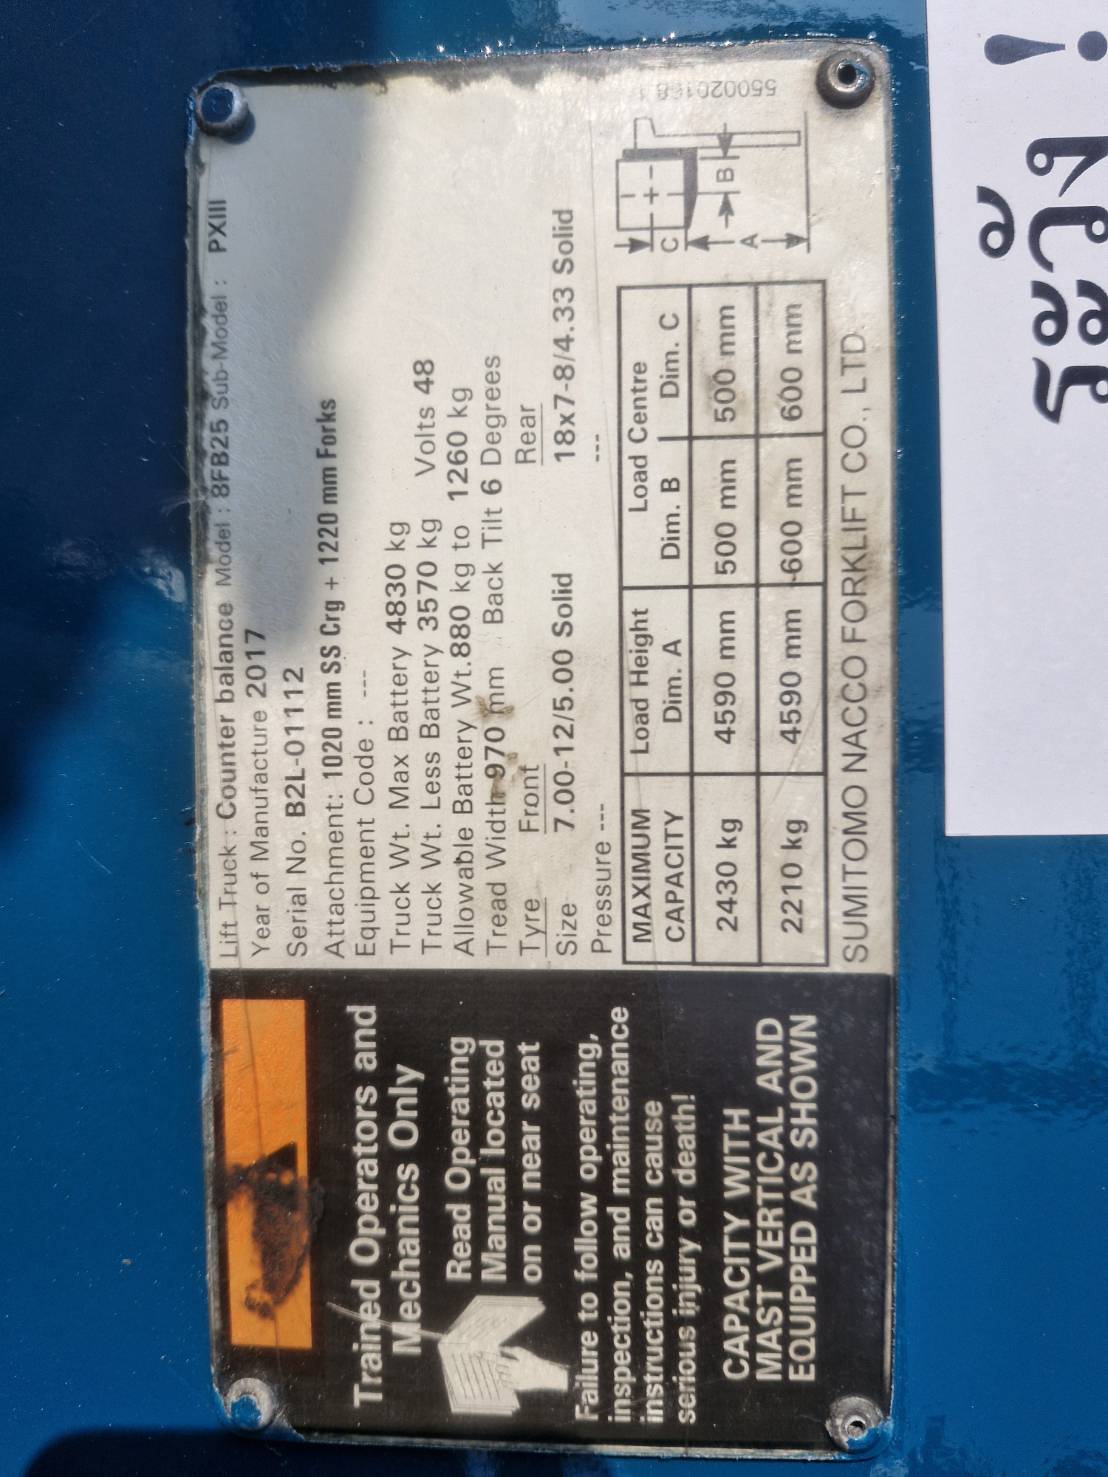 Trained Operators and
Mechanics Only
Read Operating
Manual located
on or near seat
Failure to follow operating,
inspection, and maintenance
instructions can cause
serious injury or death!
CAPACITY WITH
MAST VERTICAL AND
EQUIPPED AS SHOWN
Lift Truck : Counter balance Model : 8FB25 Sub-Model : PXIII
Year of Manufacture 2017
Serial No. B2L-01112
Attachment: 1020 mm SS Crg + 1220 mm Forks
Equipment Code : ---
Truck Wt. Max Battery 4830 kg
Truck Wt. Less Battery 3570 kg Volts 48
Allowable Battery Wt.880 kg to 1260 kg
Tread Width 970 mm Back Tilt 6 Degrees
Tyre Front Rear
Size 7.00-12/5.00 Solid 18x7-8/4.33 Solid
Pressure --- ---
MAXIMUM CAPACITY Load Height Dim. A Load Centre Dim. B Dim. C
2430 kg 4590 mm 500 mm 500 mm
2210 kg 4590 mm 600 mm 600 mm
C
A
B
SUMITOMO NACCO FORKLIFT CO., LTD.
ระวัง !